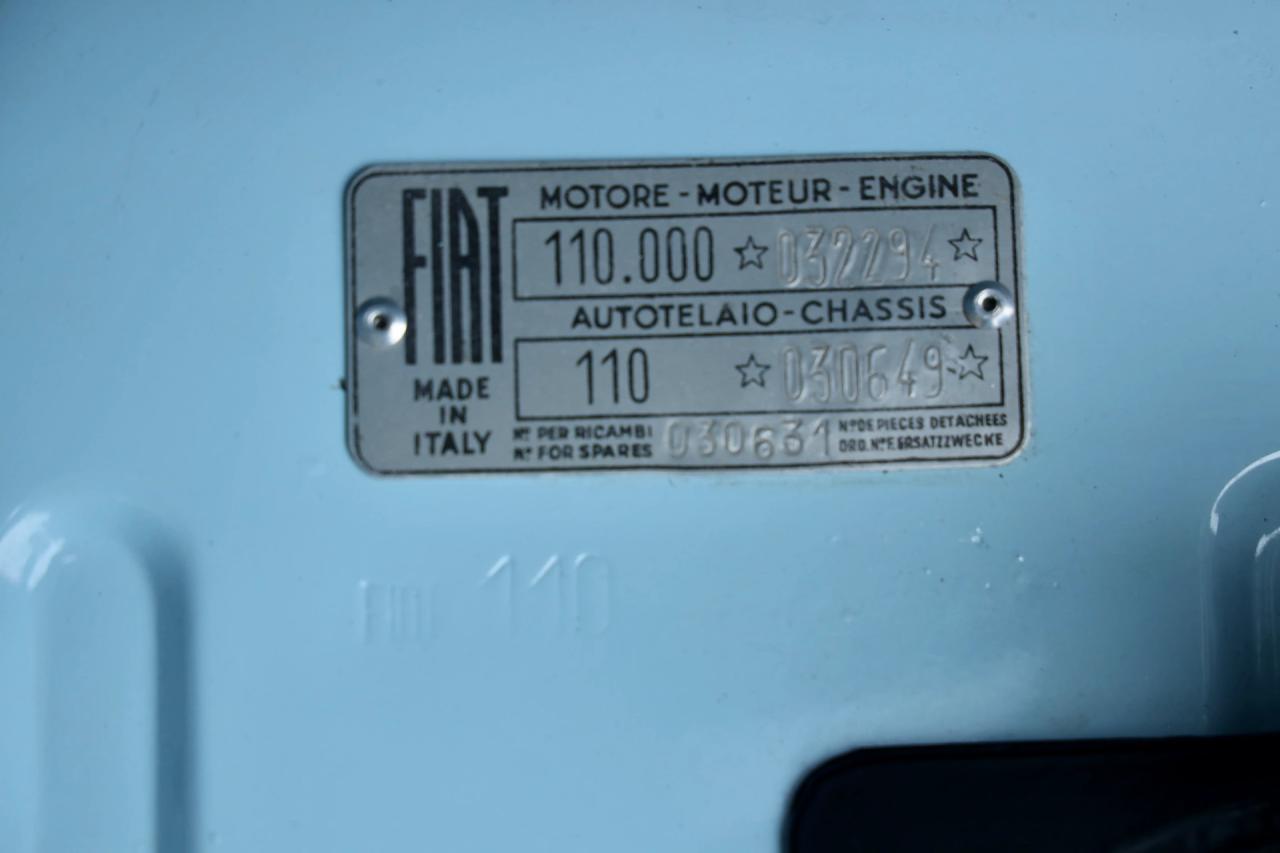 FIAT
MADE
IN
ITALY
MOTORE - MOTEUR - ENGINE
110.000 ☆ 032294 ☆
AUTOTELAIO - CHASSIS
110 ☆ 030649 ☆
Nº PER RICAMBI
Nº FOR SPARES
030631
Nº DE PIECES DETACHEES
ORD. Nº F. ERSATZZWECKE
FIAT 110